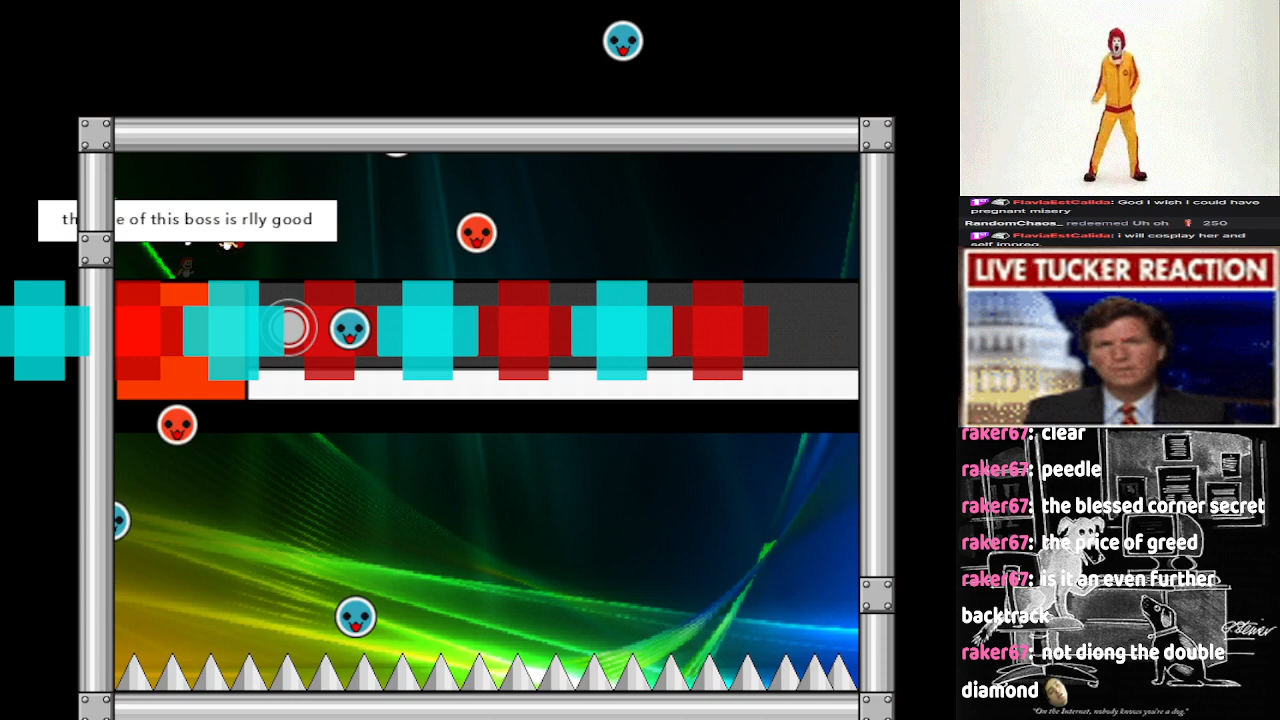 th e of this boss is rlly good
FlaviaEstCalida: God I wish I could have
pregnant misery
RandomChaos_ redeemed Uh oh 250
FlaviaEstCalida: i will cosplay her and
self impreg.
LIVE TUCKER REACTION
raker67: clear
raker67: peedle
raker67: the blessed corner secret
raker67: the price of greed
raker67: is it an even further
backtrack
raker67: not diong the double
diamond
"On the Internet, nobody knows you're a dog."